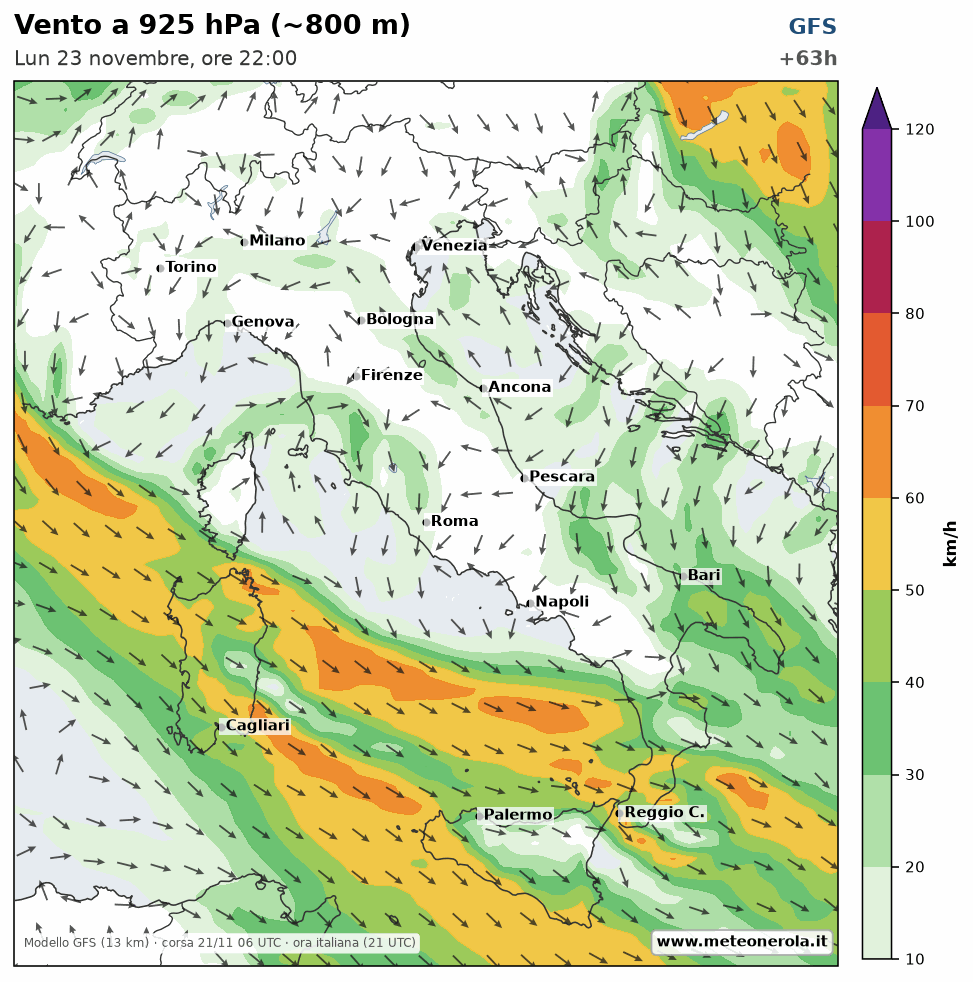 Vento a 925 hPa (~800 m)
GFS
Lun 23 novembre, ore 22:00
+63h
Milano
Venezia
Torino
Genova
Bologna
Firenze
Ancona
Pescara
Roma
Bari
Napoli
Cagliari
Palermo
Reggio C.
120
100
80
70
60
50
40
30
20
10
km/h
Modello GFS (13 km) · corsa 21/11 06 UTC · ora italiana (21 UTC)
www.meteonerola.it